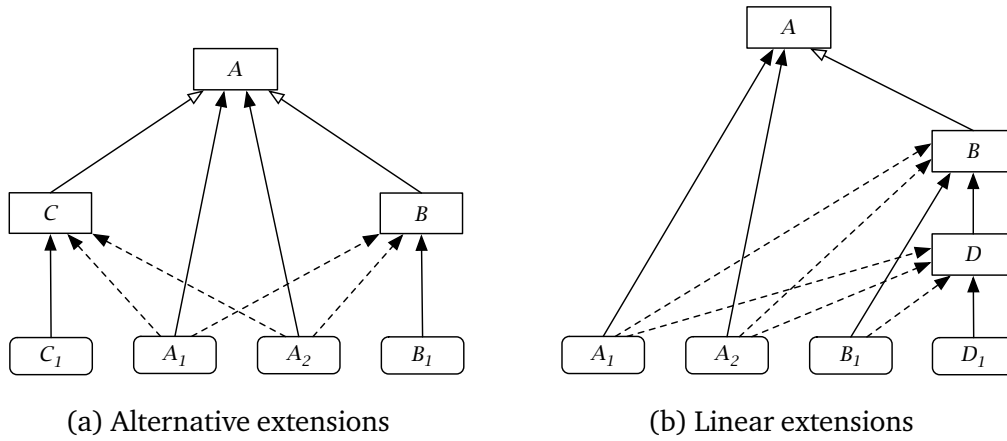 A
C
B
C₁
A₁
A₂
B₁
(a) Alternative extensions
A
B
D
A₁
A₂
B₁
D₁
(b) Linear extensions